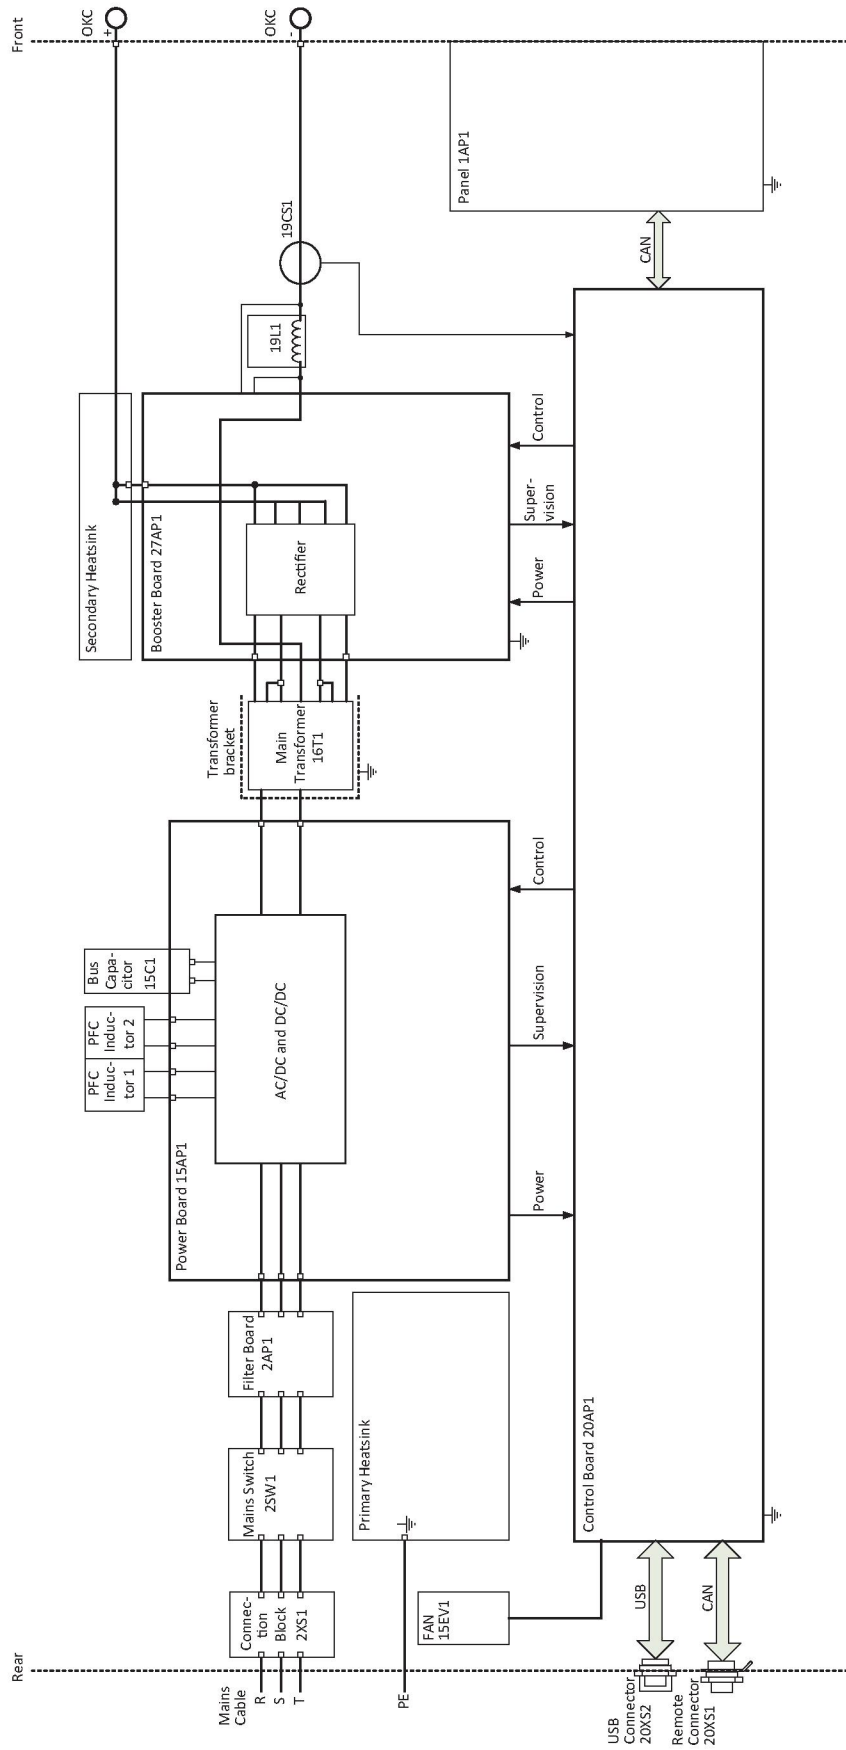 Front
OKC
+
OKC
-
Panel 1AP1
CAN
19CS1
19L1
Secondary Heatsink
Booster Board 27AP1
Rectifier
Control
Super-
vision
Power
Transformer
bracket
Main
Transformer
16T1
Bus
Capa-
citor
15C1
PFC
Induc-
tor 2
PFC
Induc-
tor 1
Power Board 15AP1
AC/DC and DC/DC
Control
Supervision
Power
Filter Board
2AP1
Mains Switch
2SW1
Connec-
tion
Block
2XS1
Primary Heatsink
FAN
15EV1
Control Board 20AP1
USB
CAN
Rear
Mains
Cable
R
S
T
PE
USB
Connector
20XS2
Remote
Connector
20XS1